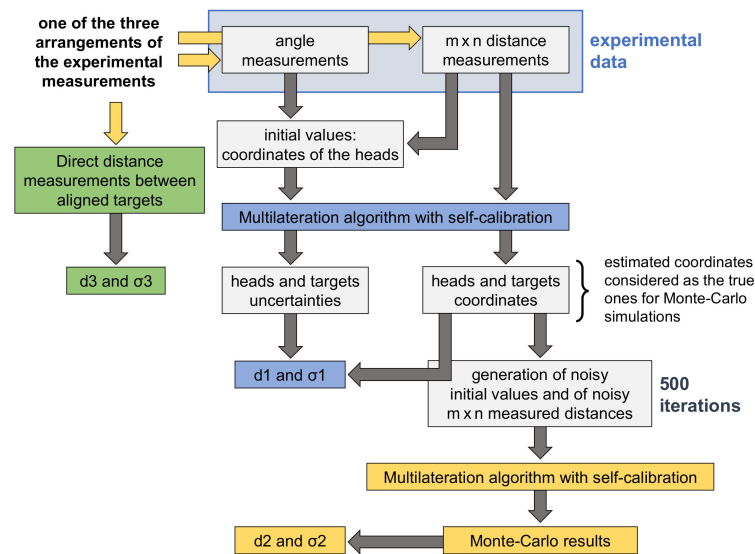 one of the three
arrangements of
the experimental
measurements
angle
measurements
m x n distance
measurements
experimental
data
initial values:
coordinates of the heads
Direct distance
measurements between
aligned targets
Multilateration algorithm with self-calibration
d3 and σ3
heads and targets
uncertainties
heads and targets
coordinates
estimated coordinates
considered as the true
ones for Monte-Carlo
simulations
d1 and σ1
generation of noisy
initial values and of noisy
m x n measured distances
500
iterations
Multilateration algorithm with self-calibration
d2 and σ2
Monte-Carlo results